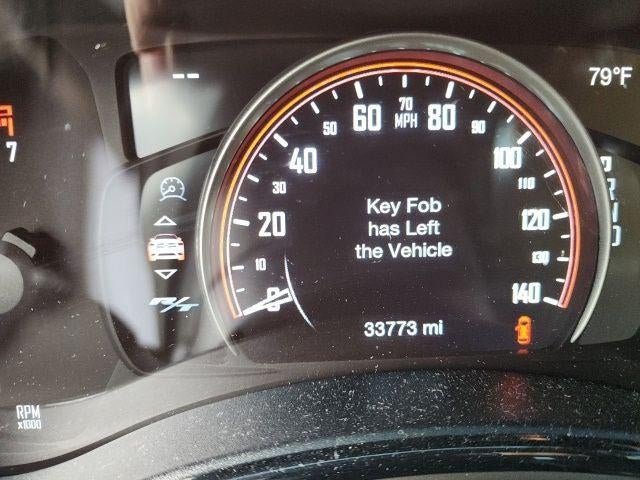 --
79°F
7
0
10
20
30
40
50
60
70
MPH
80
90
100
110
120
130
140
Key Fob
has Left
the Vehicle
R/T
33773 mi
RPM
x1000